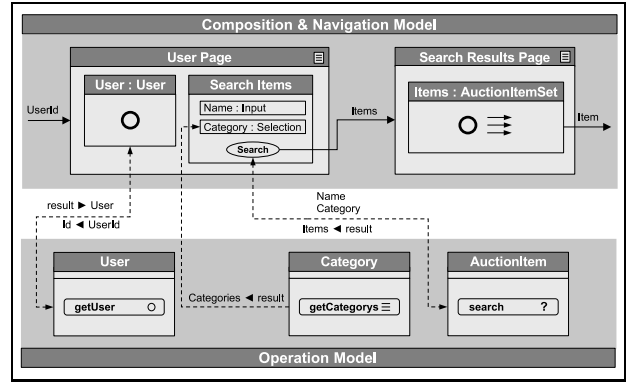 Composition & Navigation Model
User Page
Search Results Page
User : User
Search Items
Items : AuctionItemSet
UserId
Name : Input
Category : Selection
Search
Items
Item
result ► User
Id ◄ UserId
Name
Category
Items ◄ result
User
Category
AuctionItem
getUser
Categories ◄ result
getCategorys
search ?
Operation Model